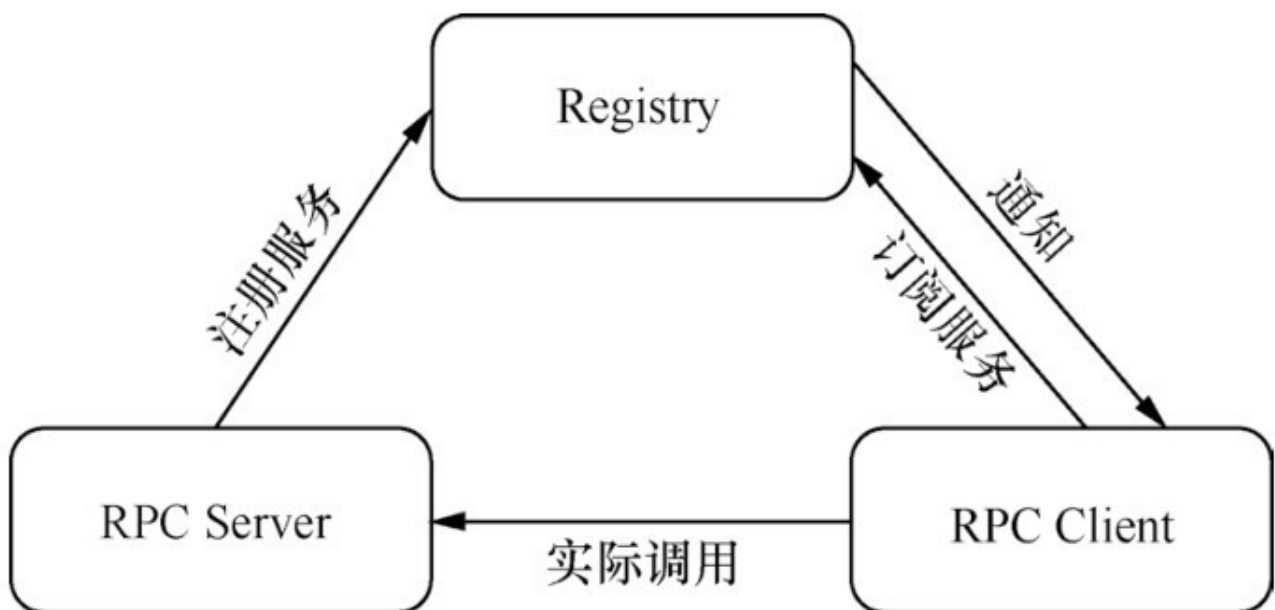 Registry
注册服务
通知
订阅服务
RPC Server
RPC Client
实际调用